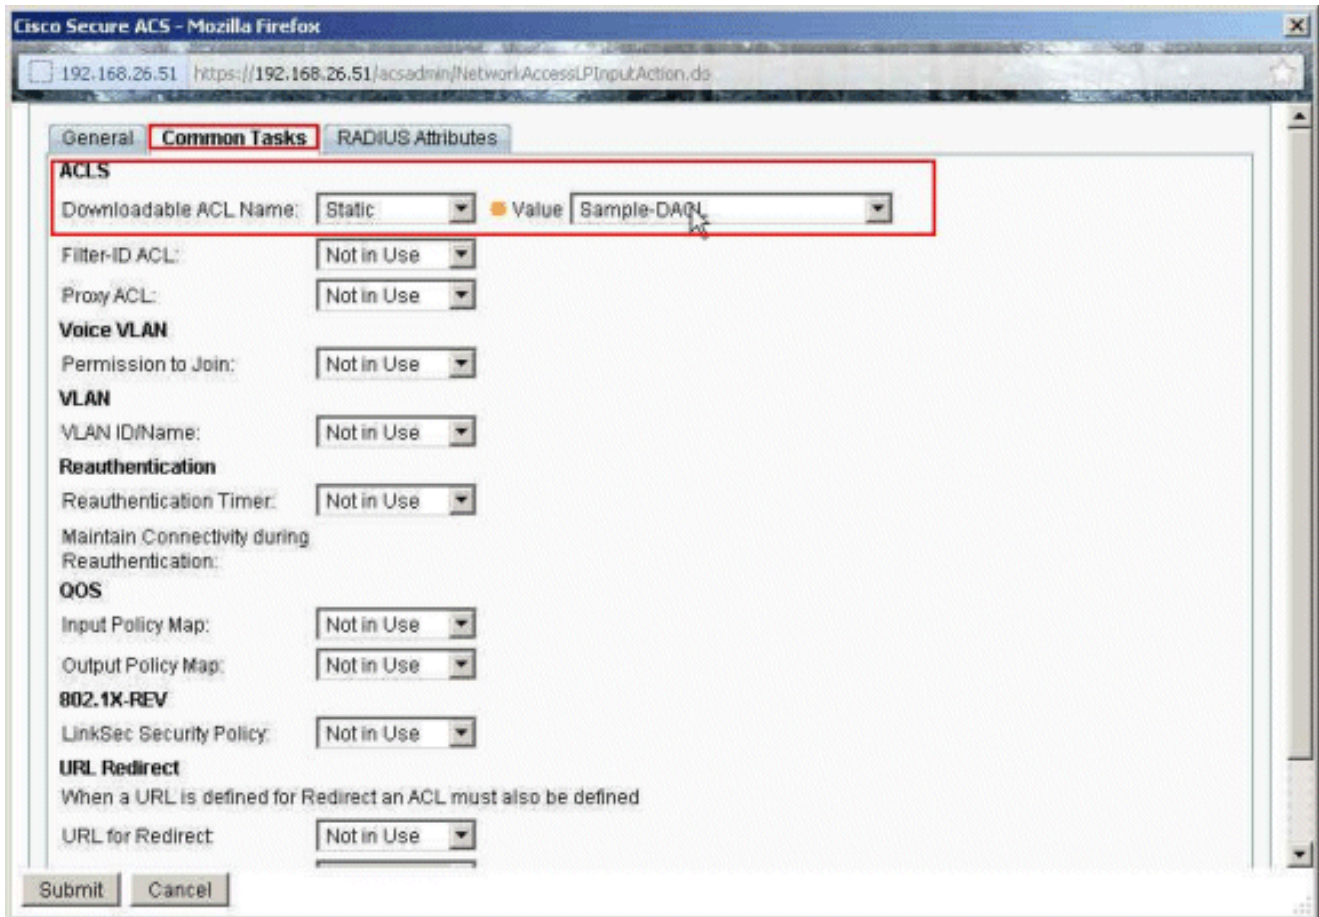 Cisco Secure ACS - Mozilla Firefox
192.168.26.51 https://192.168.26.51/acsadmin/NetworkAccessLPInputAction.do
General Common Tasks RADIUS Attributes
ACLS
Downloadable ACL Name: Static Value Sample-DACL
Filter-ID ACL: Not in Use
Proxy ACL: Not in Use
Voice VLAN
Permission to Join: Not in Use
VLAN
VLAN ID/Name: Not in Use
Reauthentication
Reauthentication Timer: Not in Use
Maintain Connectivity during
Reauthentication:
QOS
Input Policy Map: Not in Use
Output Policy Map: Not in Use
802.1X-REV
LinkSec Security Policy: Not in Use
URL Redirect
When a URL is defined for Redirect an ACL must also be defined
URL for Redirect: Not in Use
Submit Cancel